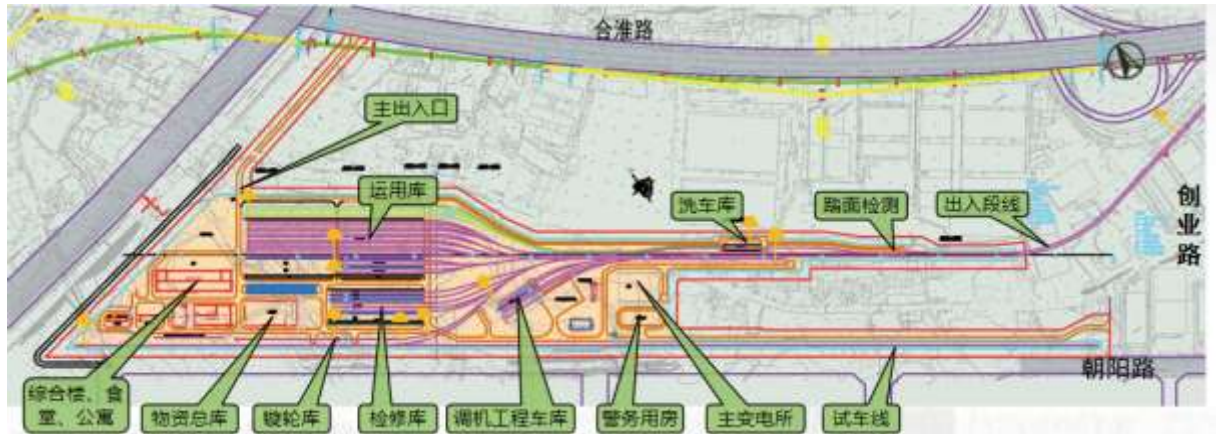 合淮路
主出入口
运用库
洗车库
踏面检测
出入段线
创业路
朝阳路
综合楼、食
堂、公寓
物资总库
镟轮库
检修库
调机工程车库
警务用房
主变电所
试车线